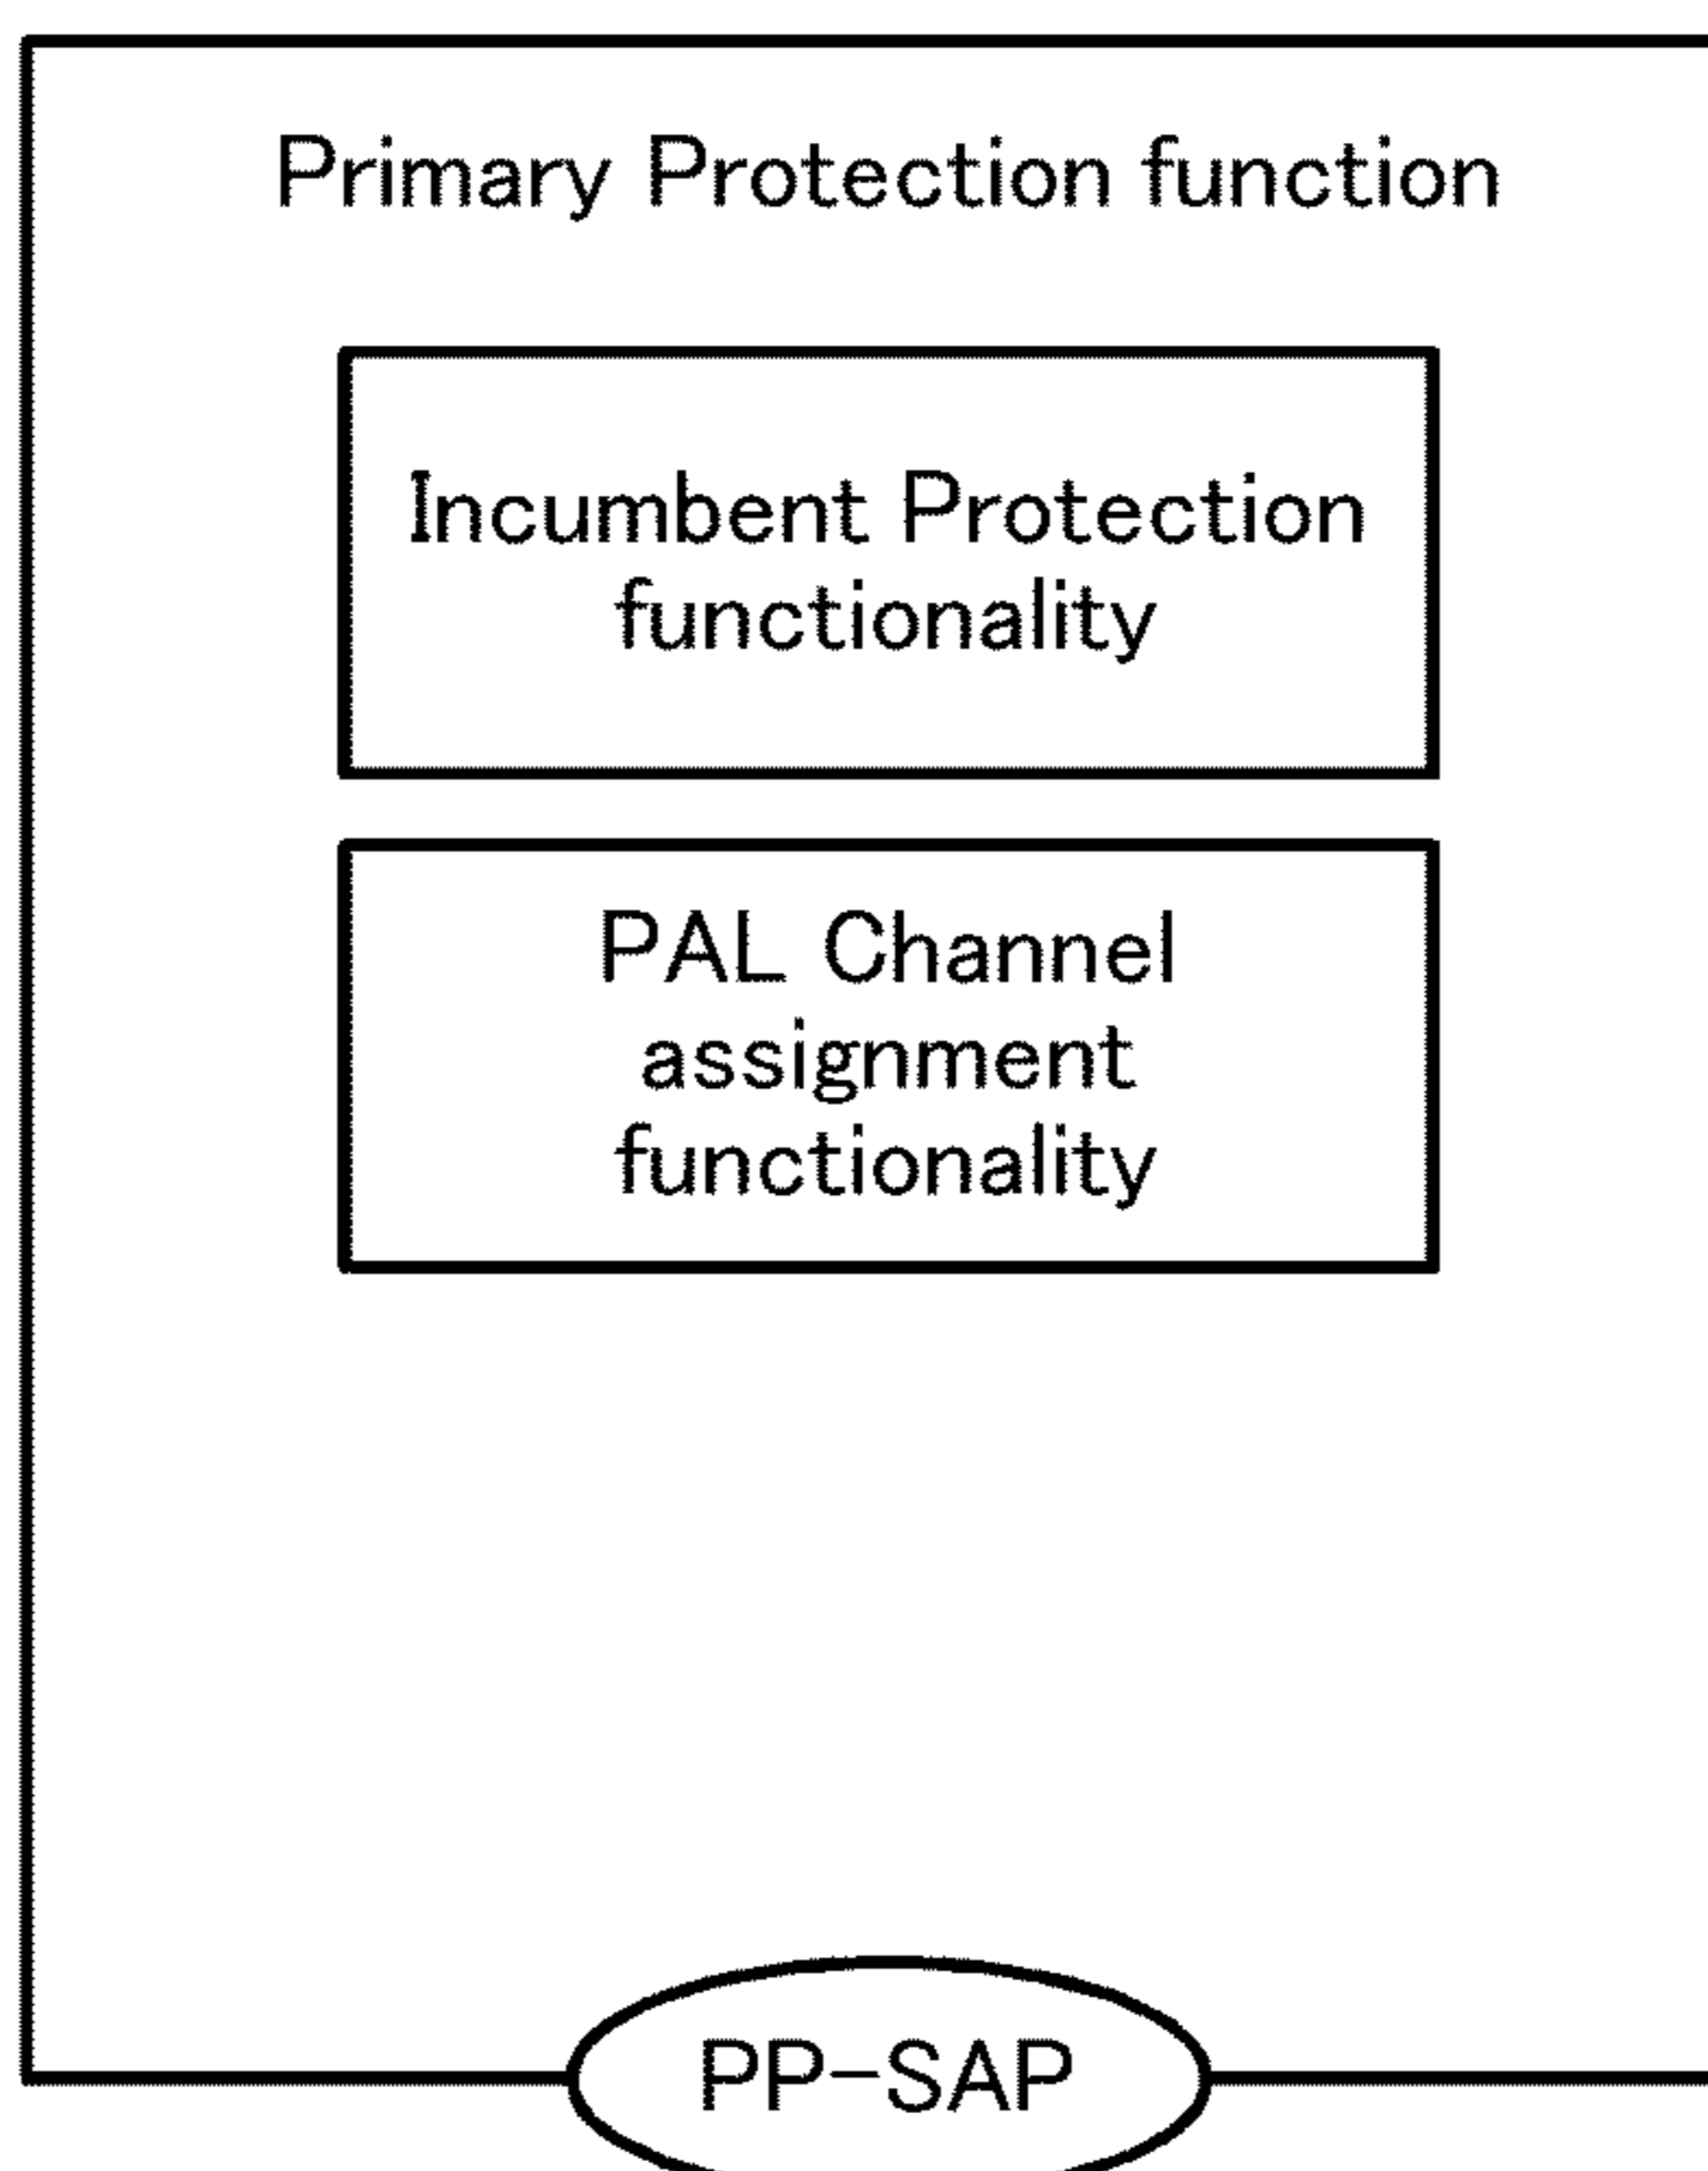 Primary Protection function
Incumbent Protection
functionality
PAL Channel
assignment
functionality
PP-SAP